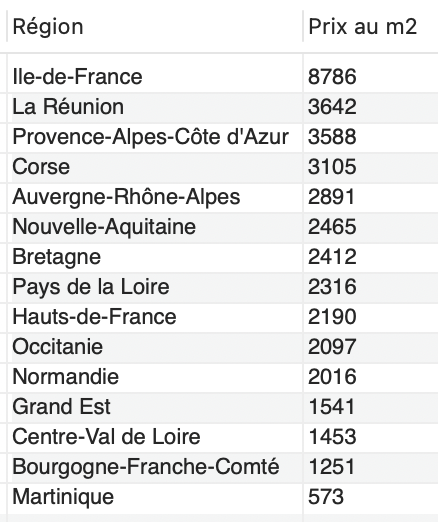 Région Prix au m2
Ile-de-France 8786
La Réunion 3642
Provence-Alpes-Côte d'Azur 3588
Corse 3105
Auvergne-Rhône-Alpes 2891
Nouvelle-Aquitaine 2465
Bretagne 2412
Pays de la Loire 2316
Hauts-de-France 2190
Occitanie 2097
Normandie 2016
Grand Est 1541
Centre-Val de Loire 1453
Bourgogne-Franche-Comté 1251
Martinique 573